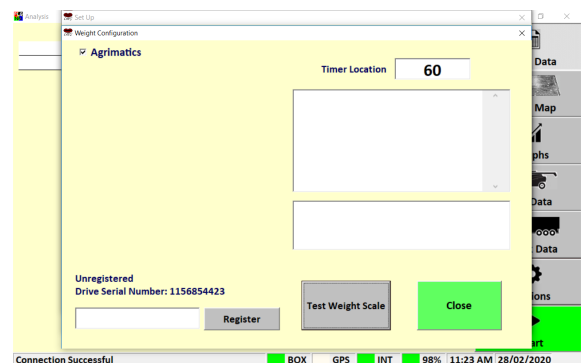 Analysis
Set Up
Weight Configuration
Agrimatics
Timer Location 60
Data
Map
phs
Data
Data
Unregistered
Drive Serial Number: 1156854423
Register
Test Weight Scale
Close
ions
art
Connection Successful BOX GPS INT 98% 11:23 AM 28/02/2020